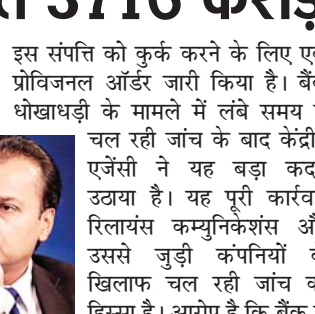 3716
इस संपत्ति को कुर्क करने के लिए
प्रोविजनल ऑर्डर जारी किया है।
धोखाधड़ी के मामले में लंबे समय
चल रही जांच के बाद
एजेंसी ने यह बड़ा
उठाया है। यह पूरी
रिलायंस कम्युनिकेशंस
उससे जुड़ी कंपनियों
खिलाफ चल रही जांच
हिस्सा है। आरोप है कि बैंक